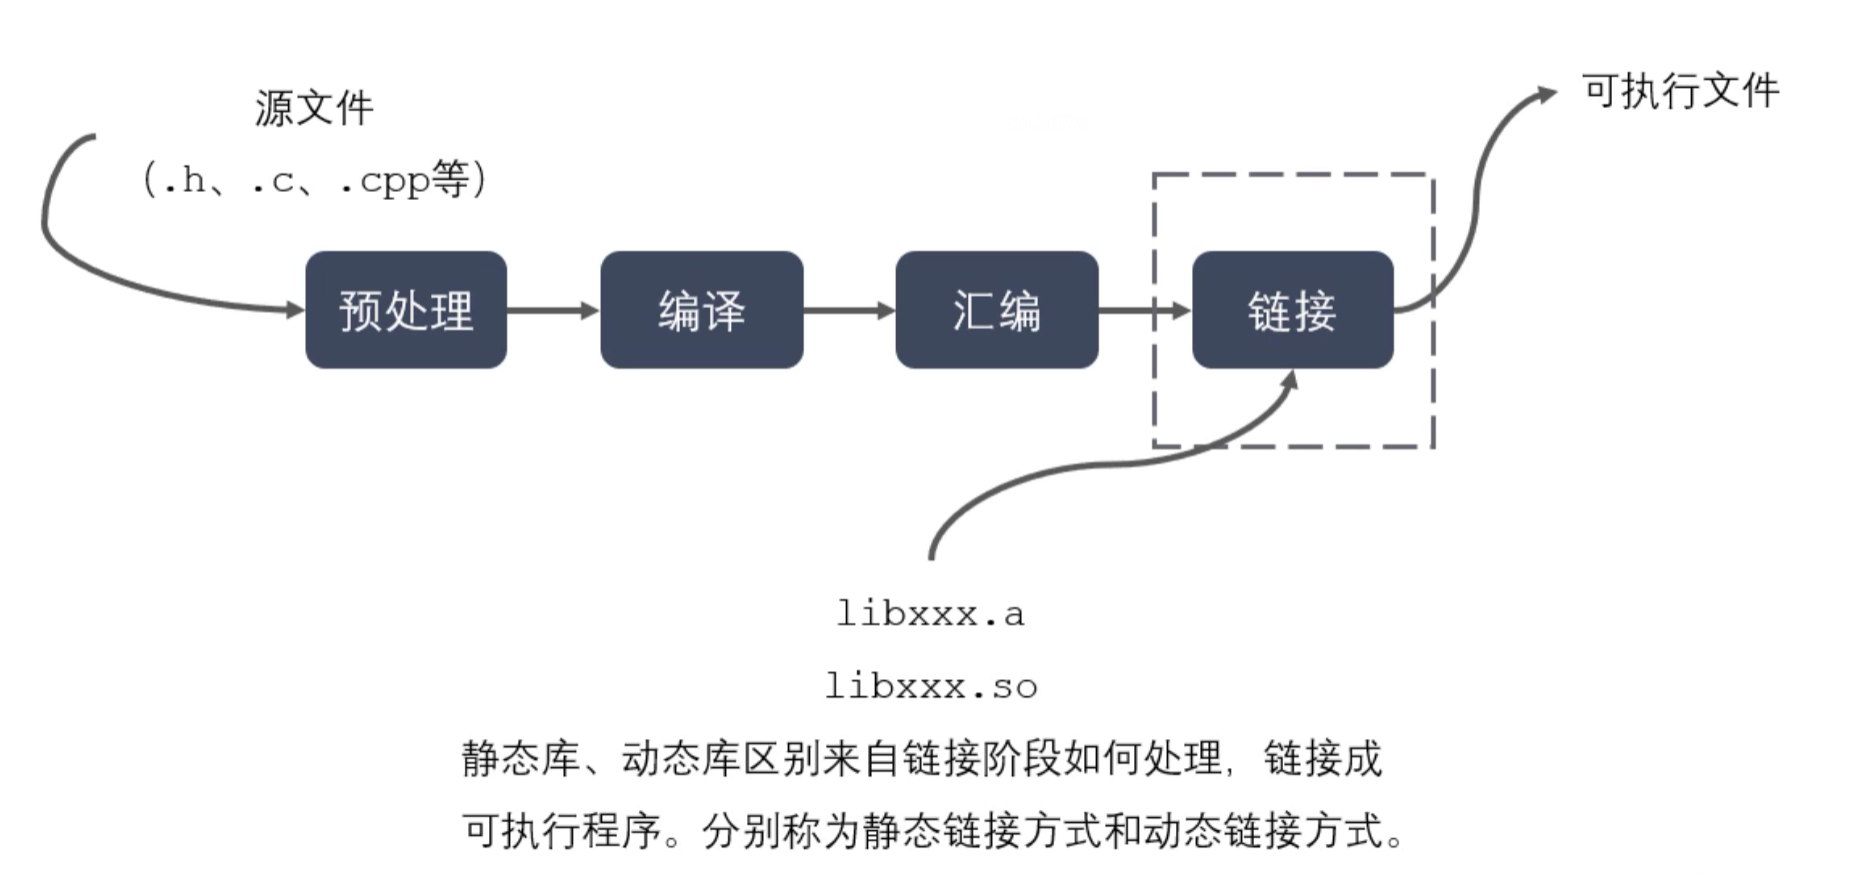 源文件
（.h、.c、.cpp等）
可执行文件
预处理
编译
汇编
链接
libxxx.a
libxxx.so
静态库、动态库区别来自链接阶段如何处理，链接成
可执行程序。分别称为静态链接方式和动态链接方式。